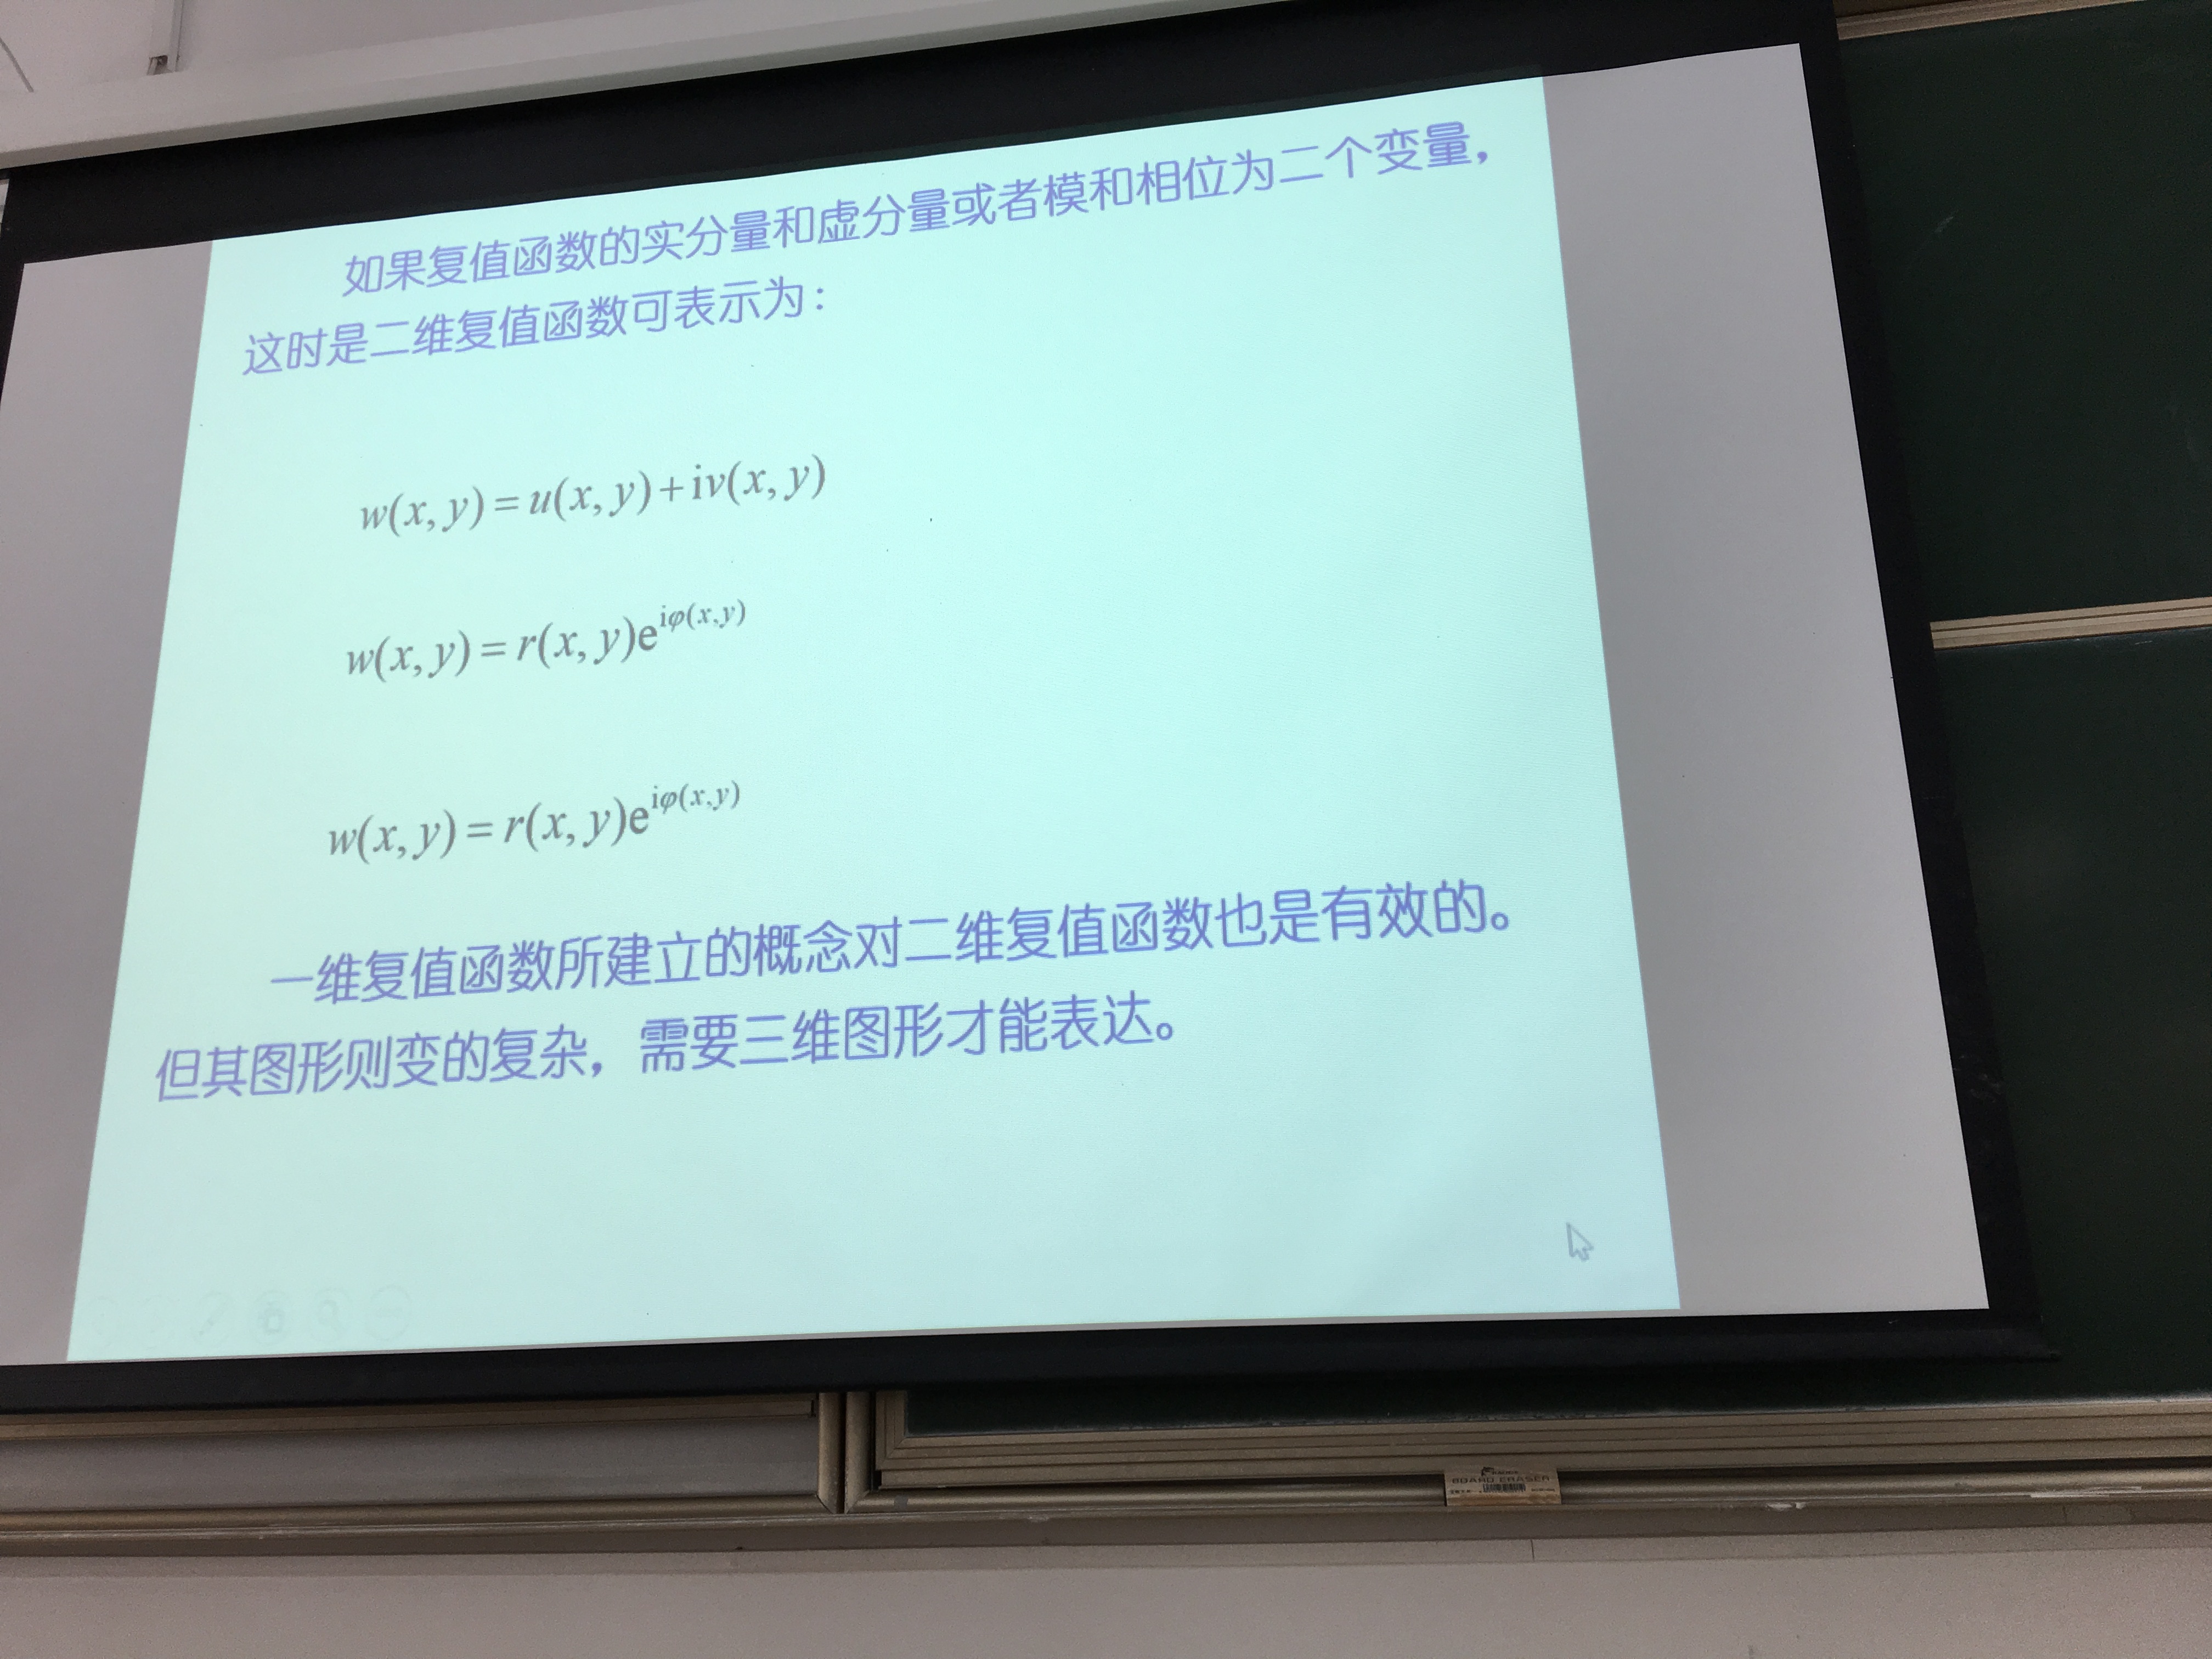 如果复值函数的实分量和虚分量或者模和相位为二个变量，
这时是二维复值函数可表示为：
w(x, y) = u(x, y) + iv(x, y)
w(x, y) = r(x, y)e^{iφ(x,y)}
w(x, y) = r(x, y)e^{iφ(x,y)}
一维复值函数所建立的概念对二维复值函数也是有效的。
但其图形则变的复杂，需要三维图形才能表达。
BOARD ERASER